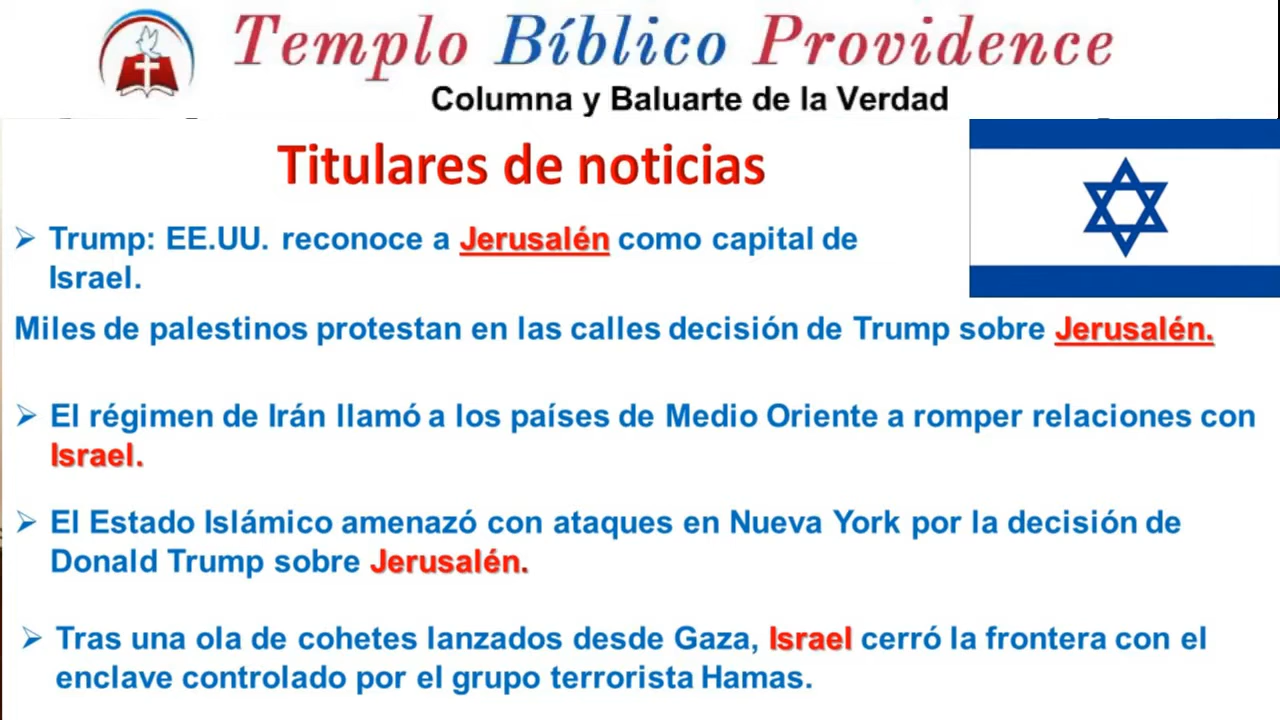 Templo Bíblico Providence
Columna y Baluarte de la Verdad
Titulares de noticias
Trump: EE.UU. reconoce a Jerusalén como capital de
Israel.
Miles de palestinos protestan en las calles decisión de Trump sobre Jerusalén.
El régimen de Irán llamó a los países de Medio Oriente a romper relaciones con
Israel.
El Estado Islámico amenazó con ataques en Nueva York por la decisión de
Donald Trump sobre Jerusalén.
Tras una ola de cohetes lanzados desde Gaza, Israel cerró la frontera con el
enclave controlado por el grupo terrorista Hamas.